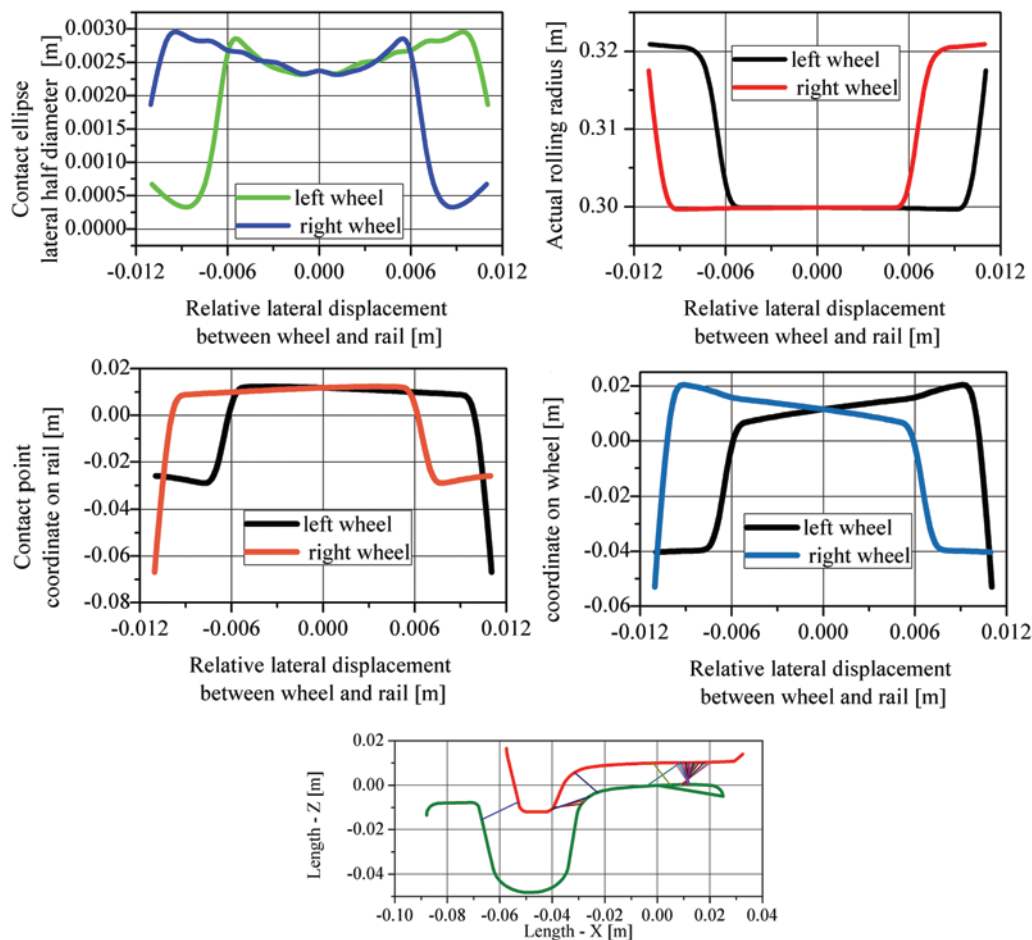 Contact ellipse
lateral half diameter [m]
0.0030
0.0025
0.0020
0.0015
0.0010
0.0005
0.0000
left wheel
right wheel
-0.012 -0.006 0.000 0.006 0.012
Relative lateral displacement
between wheel and rail [m]
Actual rolling radius [m]
0.32
0.31
0.30
left wheel
right wheel
-0.012 -0.006 0.000 0.006 0.012
Relative lateral displacement
between wheel and rail [m]
Contact point
coordinate on rail [m]
0.02
0.00
-0.02
-0.04
-0.06
-0.08
left wheel
right wheel
-0.012 -0.006 0.000 0.006 0.012
Relative lateral displacement
between wheel and rail [m]
coordinate on wheel [m]
0.02
0.00
-0.02
-0.04
-0.06
left wheel
right wheel
-0.012 -0.006 0.000 0.006 0.012
Relative lateral displacement
between wheel and rail [m]
Length - Z [m]
0.02
0.00
-0.02
-0.04
-0.10 -0.08 -0.06 -0.04 -0.02 0.00 0.02 0.04
Length - X [m]